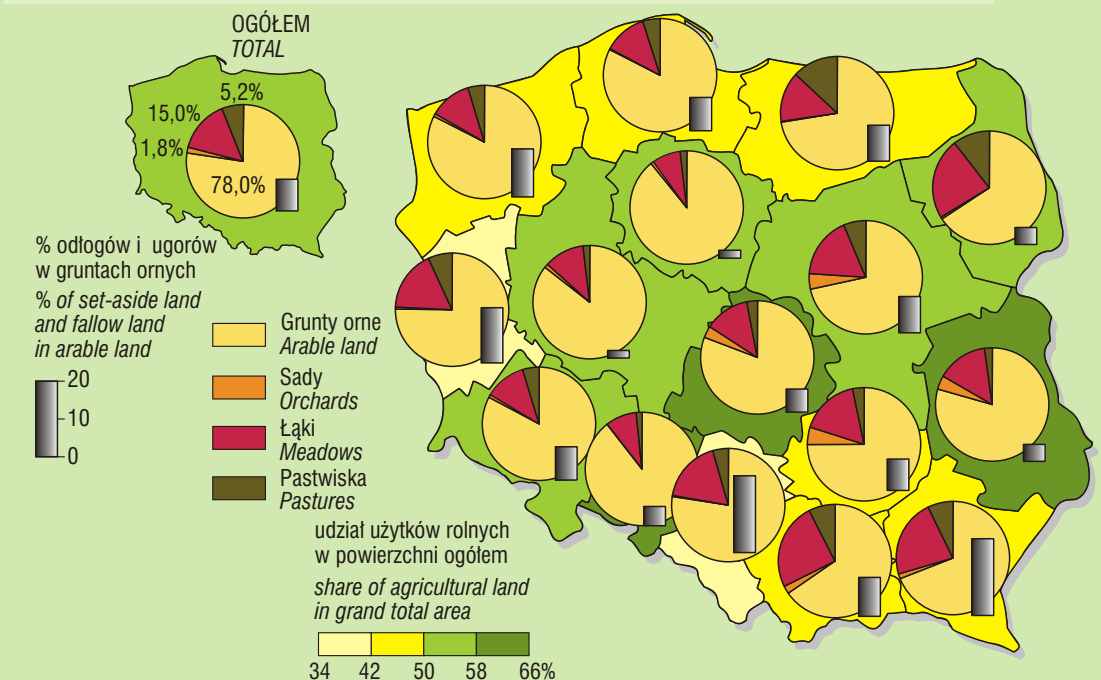 OGÓŁEM
TOTAL
5,2%
15,0%
1,8%
78,0%
% odłogów i ugorów
w gruntach ornych
% of set-aside land
and fallow land
in arable land
20
10
0
Grunty orne
Arable land
Sady
Orchards
Łąki
Meadows
Pastwiska
Pastures
udział użytków rolnych
w powierzchni ogółem
share of agricultural land
in grand total area
34 42 50 58 66%